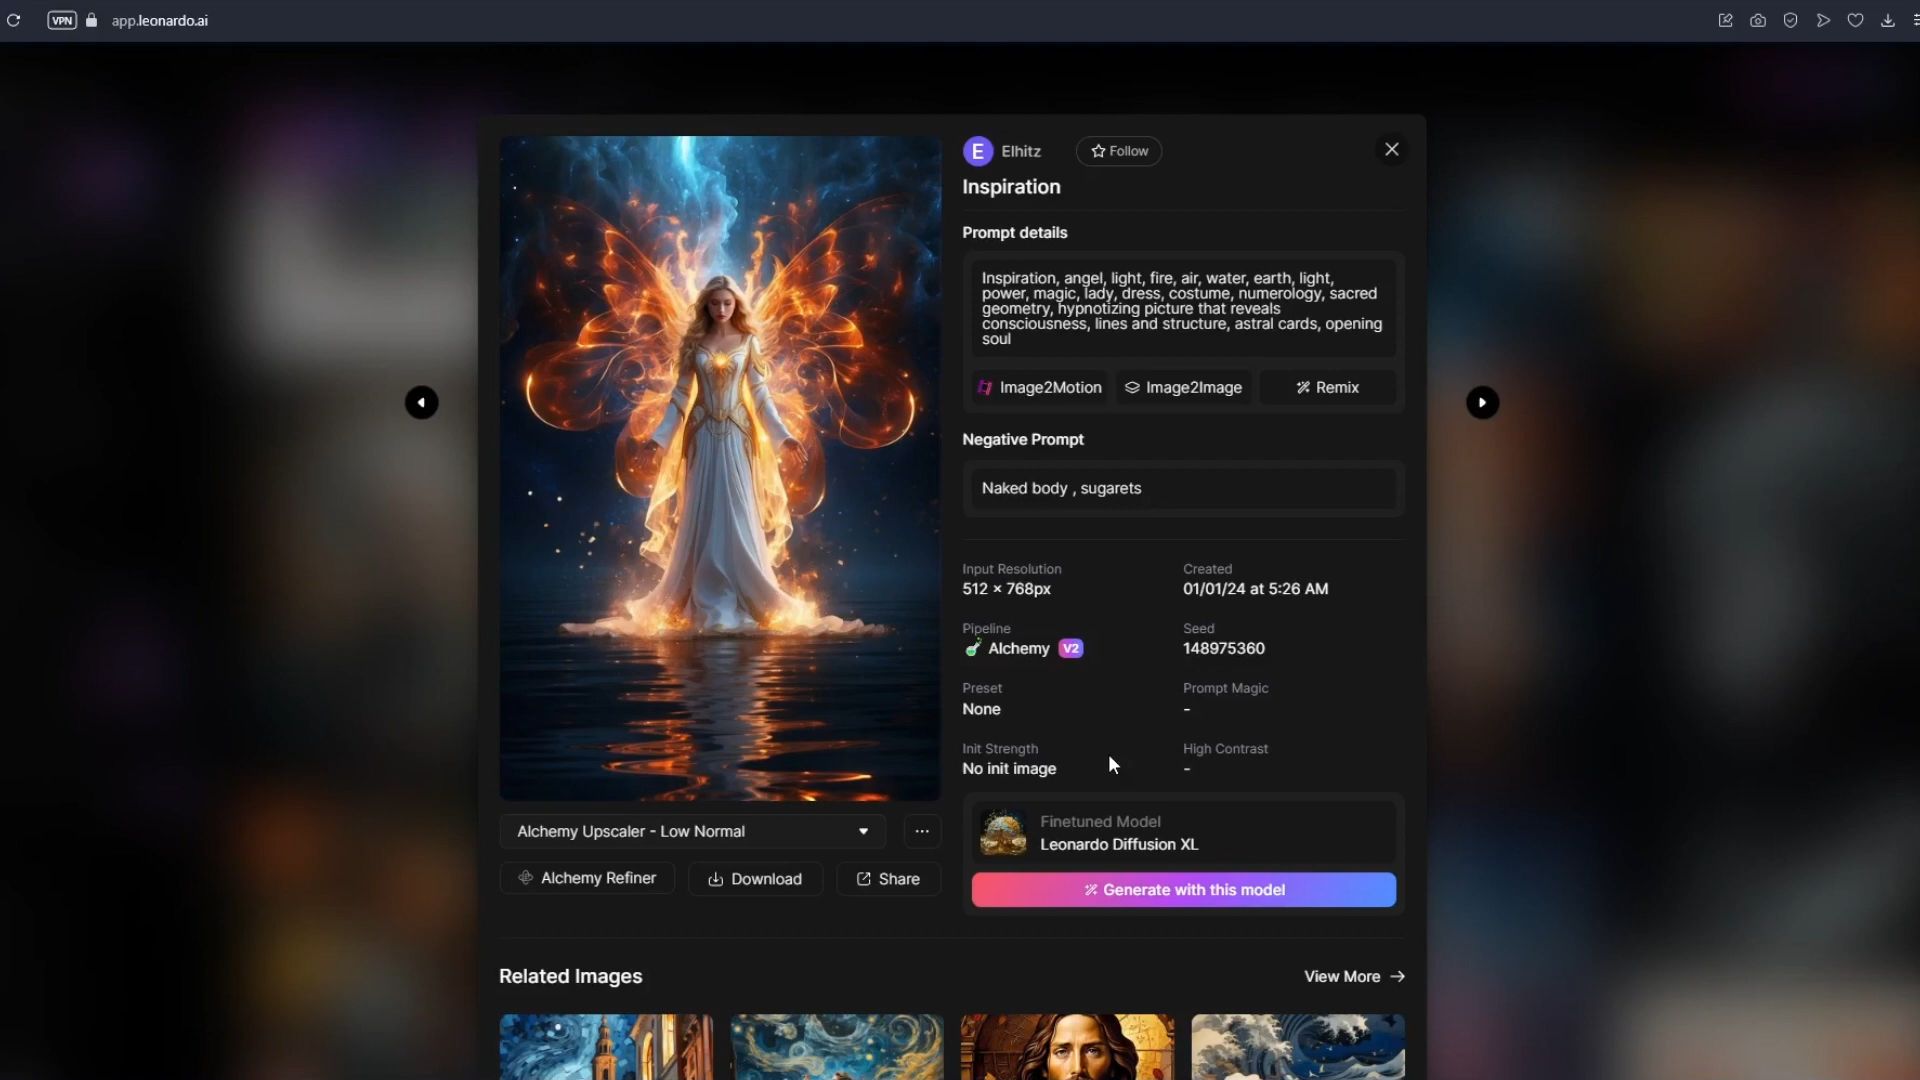 VPN app.leonardo.ai
E Elhitz Follow
Inspiration
Prompt details
Inspiration, angel, light, fire, air, water, earth, light,
power, magic, lady, dress, costume, numerology, sacred
geometry, hypnotizing picture that reveals
consciousness, lines and structure, astral cards, opening
soul
Image2Motion Image2Image Remix
Negative Prompt
Naked body , sugarets
Input Resolution Created
512 × 768px 01/01/24 at 5:26 AM
Pipeline Seed
Alchemy V2 148975360
Preset Prompt Magic
None -
Init Strength High Contrast
No init image -
Finetuned Model
Leonardo Diffusion XL
Generate with this model
Alchemy Upscaler - Low Normal
Alchemy Refiner Download Share
Related Images View More